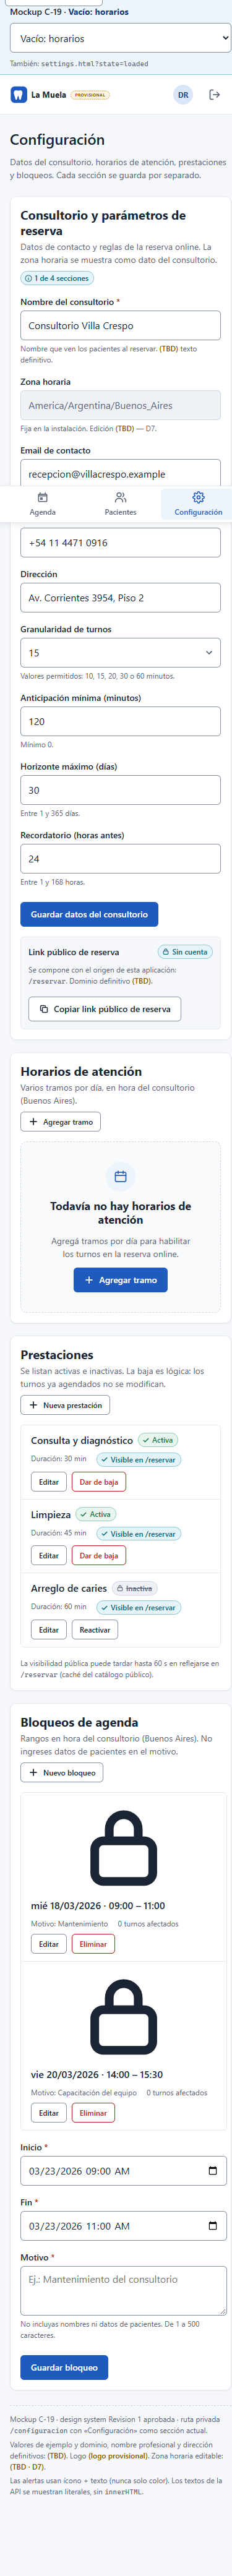 Mockup C-19 · Vacío: horarios
Vacío: horarios
También: settings.html?state=loaded
La Muela
PROVISIONAL
DR
Configuración
Datos del consultorio, horarios de atención, prestaciones
y bloqueos. Cada sección se guarda por separado.
Consultorio y parámetros de
reserva
Datos de contacto y reglas de la reserva online. La
zona horaria se muestra como dato del consultorio.
1 de 4 secciones
Nombre del consultorio *
Consultorio Villa Crespo
Nombre que ven los pacientes al reservar. (TBD) texto
definitivo.
Zona horaria
America/Argentina/Buenos_Aires
Fija en la instalación. Edición (TBD) — D7.
Email de contacto
recepcion@villacrespo.example
Agenda
Pacientes
Configuración
+54 11 4471 0916
Dirección
Av. Corrientes 3954, Piso 2
Granularidad de turnos
15
Valores permitidos: 10, 15, 20, 30 o 60 minutos.
Anticipación mínima (minutos)
120
Mínimo 0.
Horizonte máximo (días)
30
Entre 1 y 365 días.
Recordatorio (horas antes)
24
Entre 1 y 168 horas.
Guardar datos del consultorio
Link público de reserva
Sin cuenta
Se compone con el origen de esta aplicación:
/reservar. Dominio definitivo (TBD).
Copiar link público de reserva
Horarios de atención
Varios tramos por día, en hora del consultorio
(Buenos Aires).
Agregar tramo
Todavía no hay horarios de
atención
Agregá tramos por día para habilitar
los turnos en la reserva online.
Agregar tramo
Prestaciones
Se listan activas e inactivas. La baja es lógica: los
turnos ya agendados no se modifican.
Nueva prestación
Consulta y diagnóstico
Activa
Duración: 30 min
Visible en /reservar
Editar
Dar de baja
Limpieza
Activa
Duración: 45 min
Visible en /reservar
Editar
Dar de baja
Arreglo de caries
Inactiva
Duración: 60 min
Visible en /reservar
Editar
Reactivar
La visibilidad pública puede tardar hasta 60 s en reflejarse en
/reservar (caché del catálogo público).
Bloqueos de agenda
Rangos en hora del consultorio (Buenos Aires). No
ingreses datos de pacientes en el motivo.
Nuevo bloqueo
mié 18/03/2026 · 09:00 – 11:00
Motivo: Mantenimiento
0 turnos afectados
Editar
Eliminar
vie 20/03/2026 · 14:00 – 15:30
Motivo: Capacitación del equipo
0 turnos afectados
Editar
Eliminar
Inicio *
03/23/2026 09:00 AM
Fin *
03/23/2026 11:00 AM
Motivo *
Ej.: Mantenimiento del consultorio
No incluyas nombres ni datos de pacientes. De 1 a 500
caracteres.
Guardar bloqueo
Mockup C-19 · design system Revision 1 aprobada · ruta privada
/configuracion con «Configuración» como sección actual.
Valores de ejemplo y dominio, nombre profesional y dirección
definitivos: (TBD). Logo (logo provisional). Zona horaria editable:
(TBD · D7).
Las alertas usan ícono + texto (nunca solo color). Los textos de la
API se muestran literales, sin innerHTML.